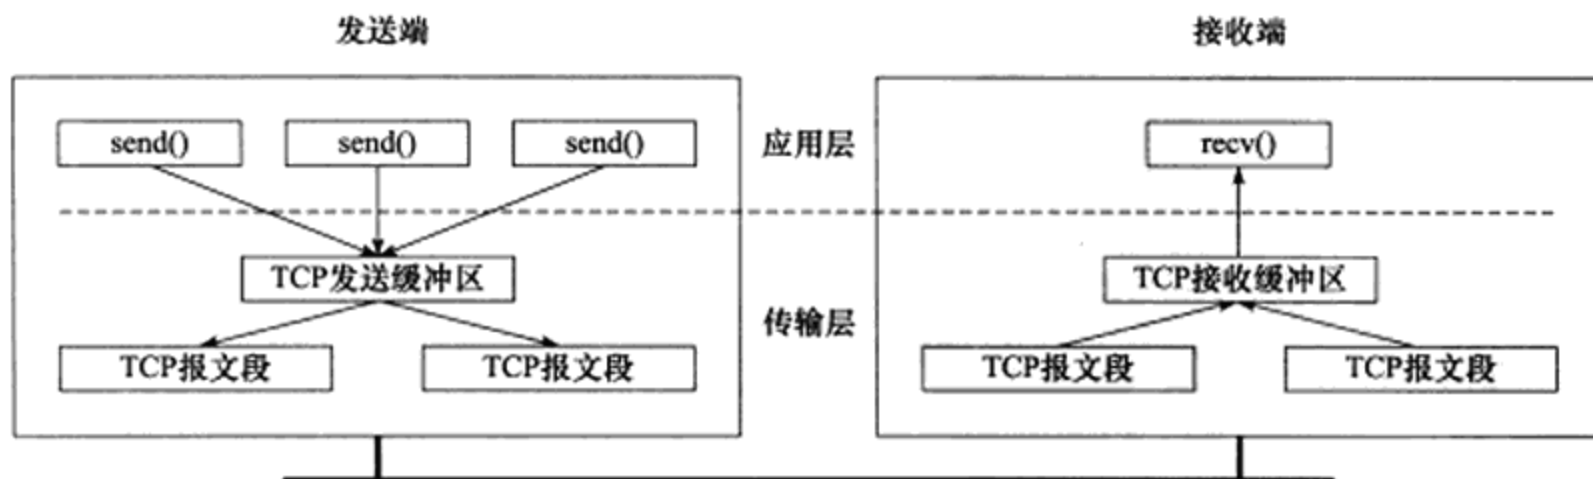 发送端 接收端
send() send() send() 应用层 recv()
TCP发送缓冲区 TCP接收缓冲区
传输层
TCP报文段 TCP报文段 TCP报文段 TCP报文段